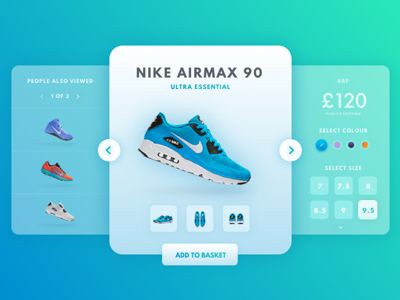 PEOPLE ALSO VIEWED
1 OF 3
NIKE AIRMAX 90
ULTRA ESSENTIAL
ADD TO BASKET
RRP
£120
SELECT COLOUR
SELECT SIZE
7 7.5 8
8.5 9 9.5